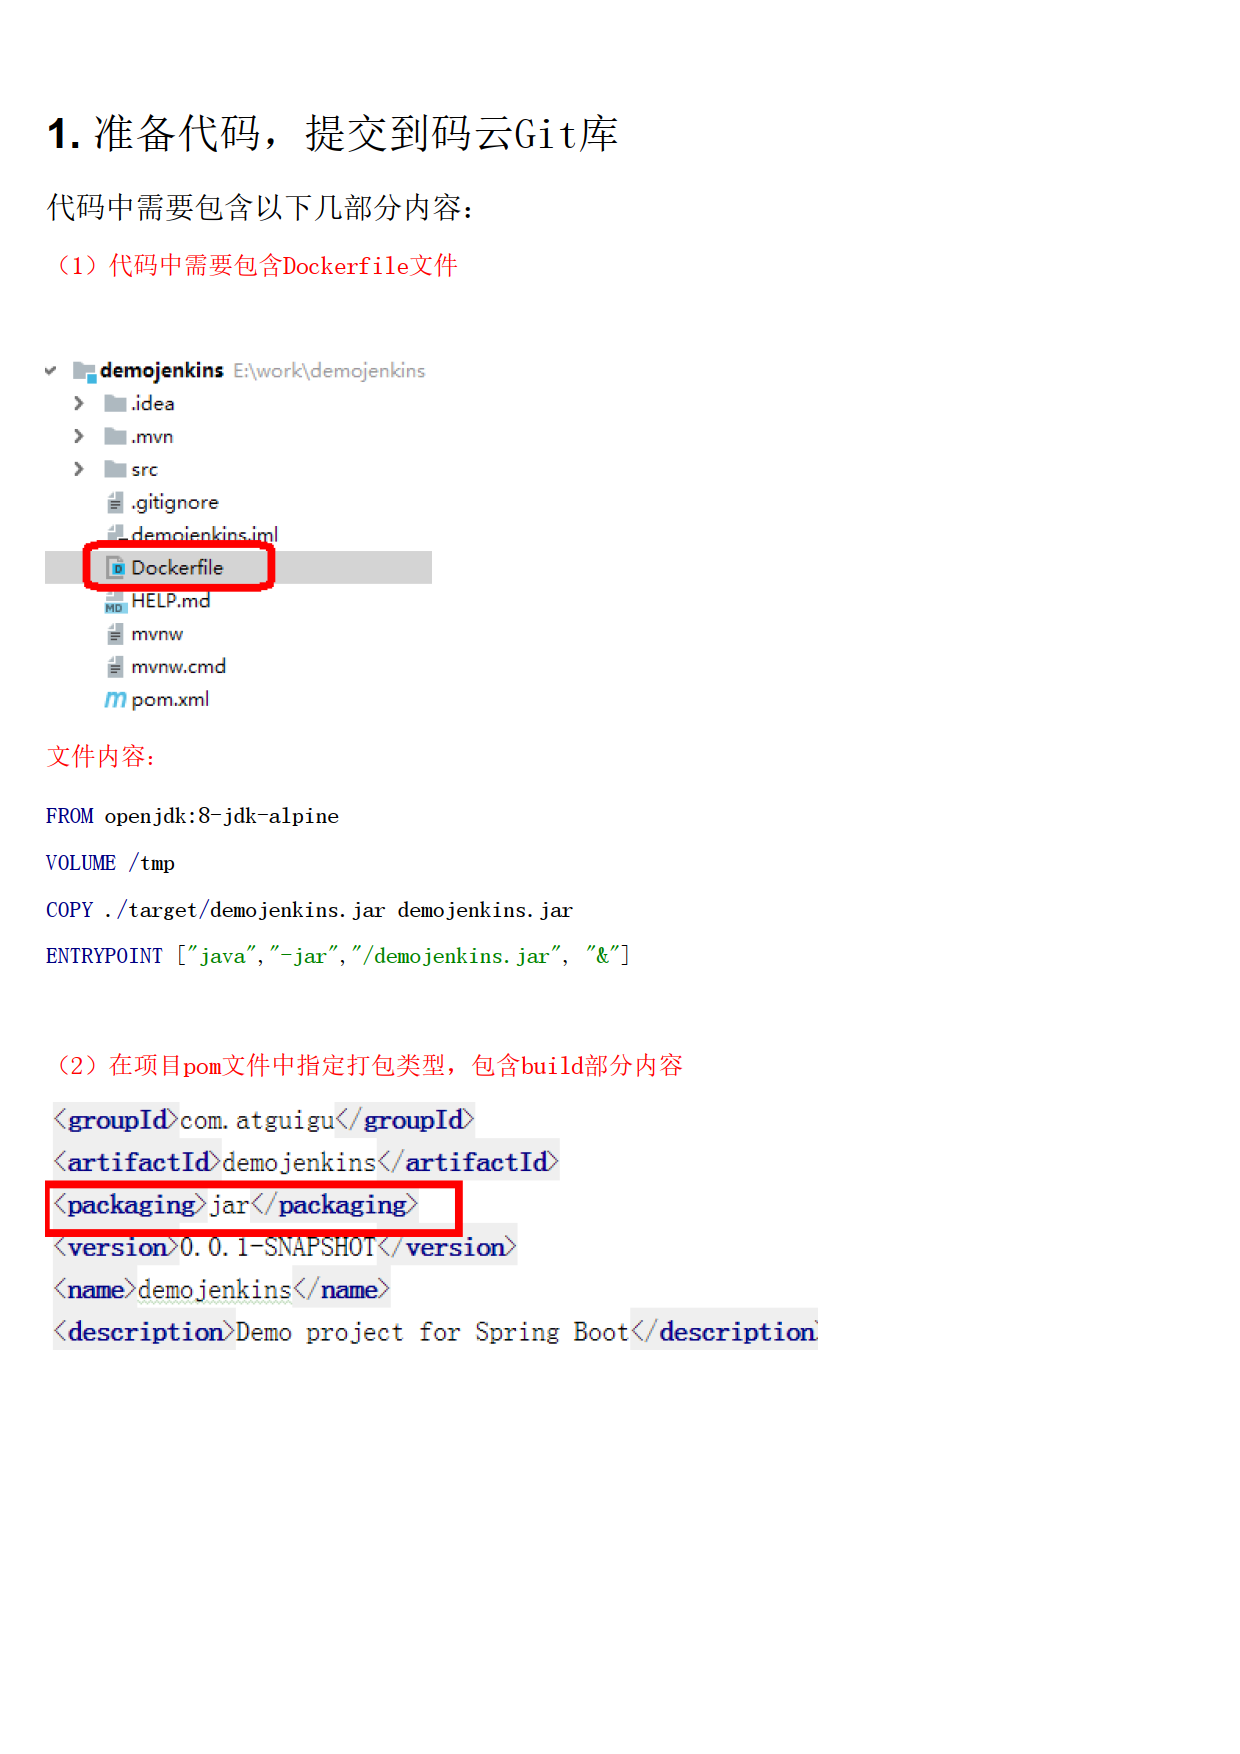 1. 准备代码，提交到码云Git库
代码中需要包含以下几部分内容：
（1）代码中需要包含Dockerfile文件
demojenkins E:\work\demojenkins
.idea
.mvn
src
.gitignore
demojenkins.iml
Dockerfile
HELP.md
mvnw
mvnw.cmd
pom.xml
文件内容：
FROM openjdk:8-jdk-alpine
VOLUME /tmp
COPY ./target/demojenkins.jar demojenkins.jar
ENTRYPOINT ["java","-jar","/demojenkins.jar", "&"]
（2）在项目pom文件中指定打包类型，包含build部分内容
<groupId>com.atguigu</groupId>
<artifactId>demojenkins</artifactId>
<packaging>jar</packaging>
<version>0.0.1-SNAPSHOT</version>
<name>demojenkins</name>
<description>Demo project for Spring Boot</description>